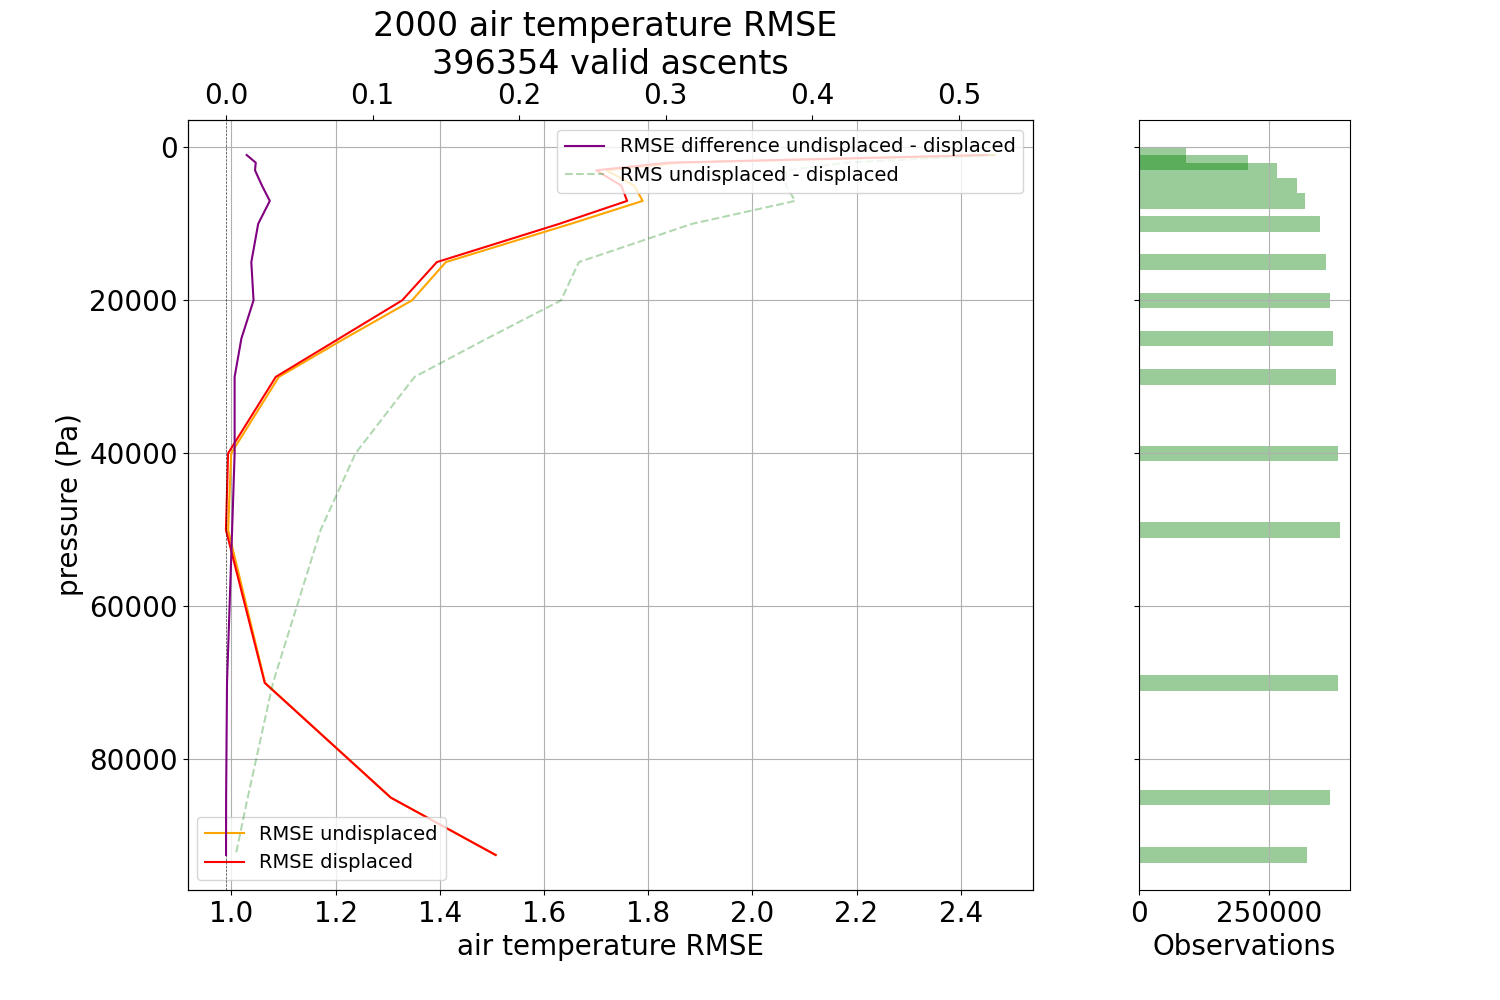 2000 air temperature RMSE
396354 valid ascents
0.0 0.1 0.2 0.3 0.4 0.5
RMSE difference undisplaced - displaced
RMS undisplaced - displaced
0
20000
40000
60000
80000
pressure (Pa)
RMSE undisplaced
RMSE displaced
1.0 1.2 1.4 1.6 1.8 2.0 2.2 2.4
air temperature RMSE
0 250000
Observations